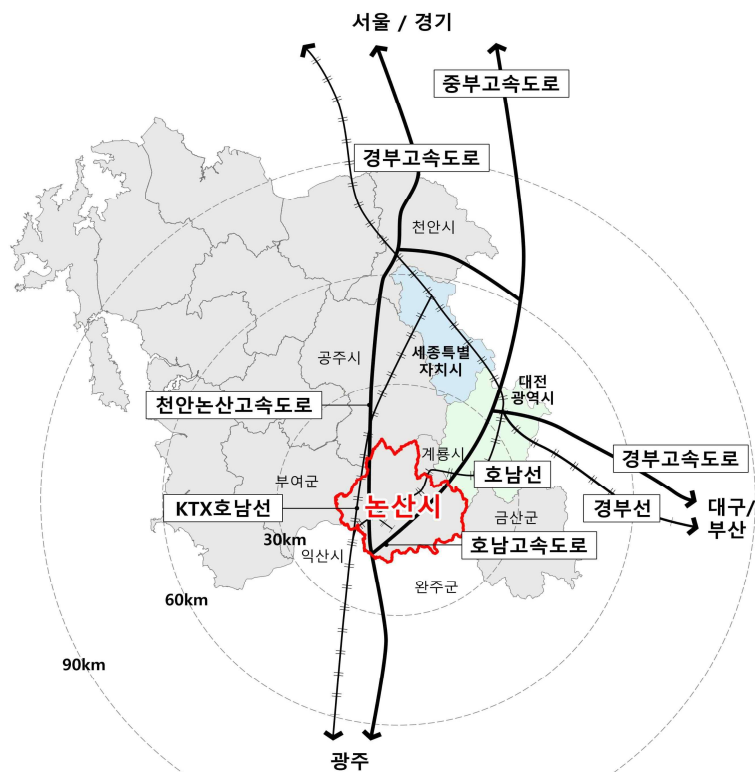 서울 / 경기
중부고속도로
경부고속도로
천안시
세종특별
자치시
공주시
대전
광역시
천안논산고속도로
계룡시
경부고속도로
호남선
부여군
KTX호남선
논산시
금산군
경부선
대구/
부산
30km
익산시
호남고속도로
완주군
60km
90km
광주